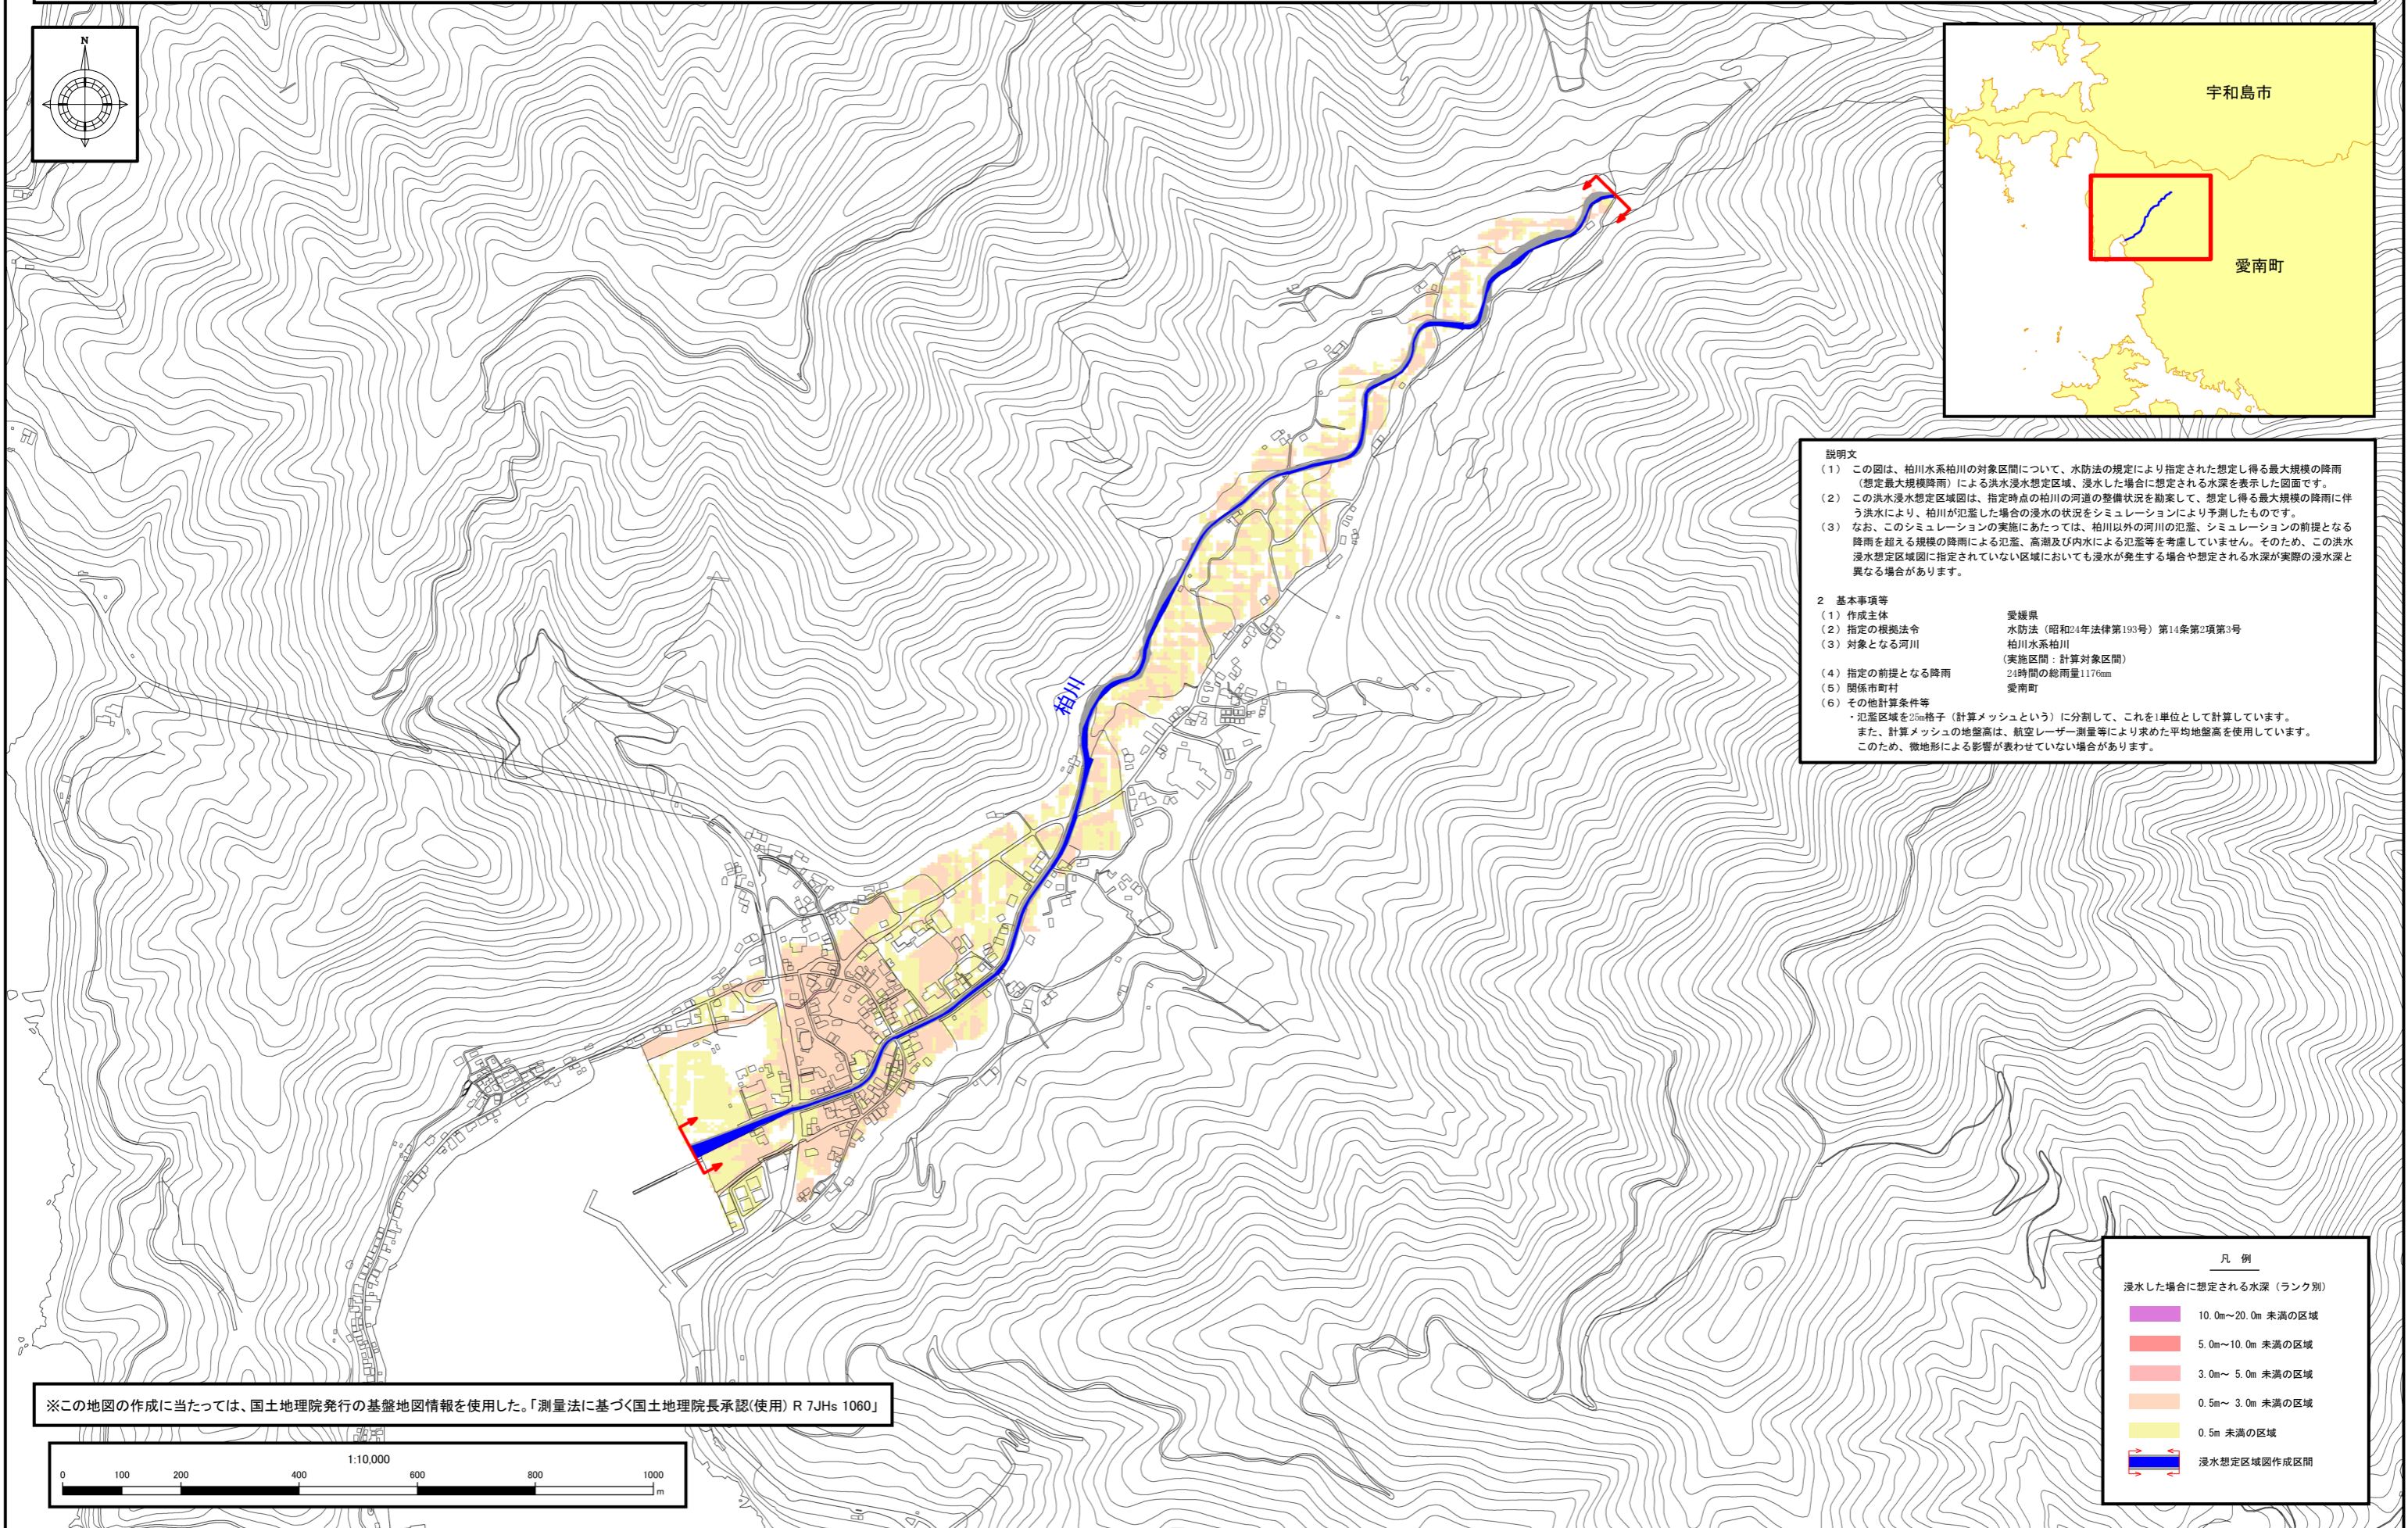 N
宇和島市
愛南町
説明文
（1） この図は、柏川水系柏川の対象区間について、水防法の規定により指定された想定し得る最大規模の降雨
（想定最大規模降雨）による洪水浸水想定区域、浸水した場合に想定される水深を表示した図面です。
（2） この洪水浸水想定区域図は、指定時点の柏川の河道の整備状況を勘案して、想定し得る最大規模の降雨に伴
う洪水により、柏川が氾濫した場合の浸水の状況をシミュレーションにより予測したものです。
（3） なお、このシミュレーションの実施にあたっては、柏川以外の河川の氾濫、シミュレーションの前提となる
降雨を超える規模の降雨による氾濫、高潮及び内水による氾濫等を考慮していません。そのため、この洪水
浸水想定区域図に指定されていない区域においても浸水が発生する場合や想定される水深が実際の浸水深と
異なる場合があります。
2 基本事項等
（1）作成主体 愛媛県
（2）指定の根拠法令 水防法（昭和24年法律第193号）第14条第2項第3号
（3）対象となる河川 柏川水系柏川
（実施区間：計算対象区間）
（4）指定の前提となる降雨 24時間の総雨量1176mm
（5）関係市町村 愛南町
（6）その他計算条件等
・氾濫区域を25m格子（計算メッシュという）に分割して、これを1単位として計算しています。
また、計算メッシュの地盤高は、航空レーザー測量等により求めた平均地盤高を使用しています。
このため、微地形による影響が表わせていない場合があります。
柏川
凡 例
浸水した場合に想定される水深（ランク別）
10.0m～20.0m 未満の区域
5.0m～10.0m 未満の区域
3.0m～ 5.0m 未満の区域
0.5m～ 3.0m 未満の区域
0.5m 未満の区域
浸水想定区域図作成区間
※この地図の作成に当たっては、国土地理院発行の基盤地図情報を使用した。「測量法に基づく国土地理院長承認(使用) R 7JHs 1060」
1:10,000
0 100 200 400 600 800 1000
m